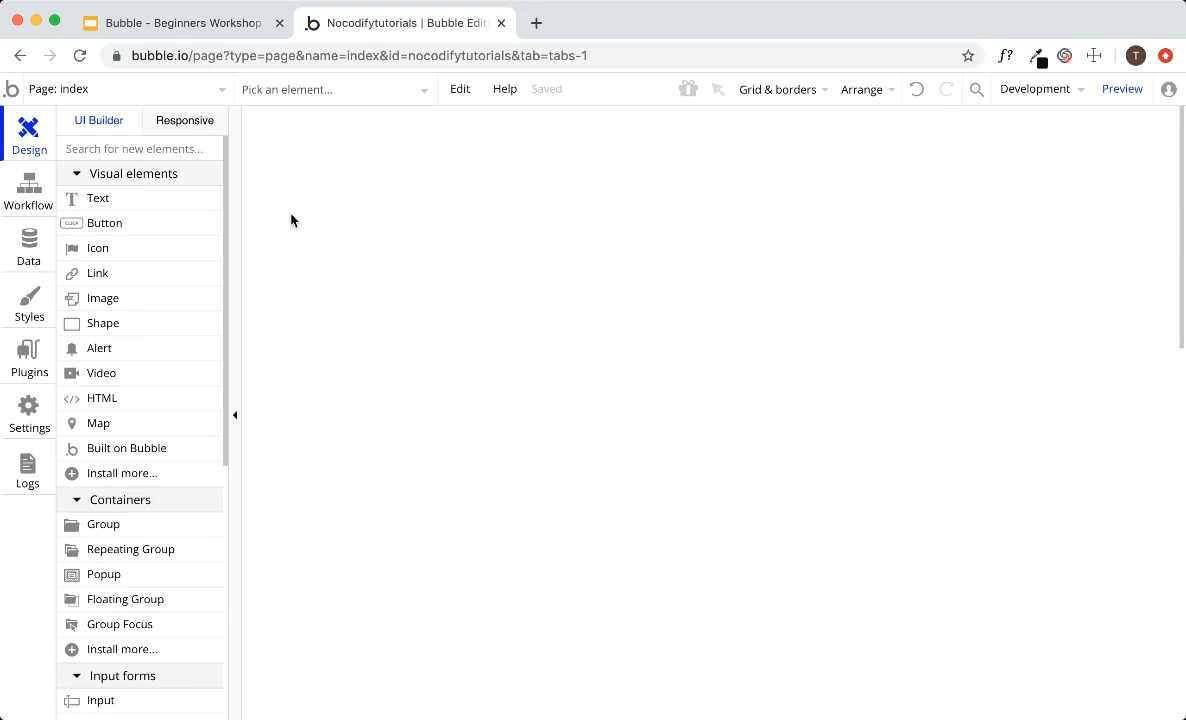 Bubble - Beginners Workshop
Nocodifytutorials | Bubble Edit
bubble.io/page?type=page&name=index&id=nocodifytutorials&tab=tabs-1
f?
T
b Page: index
Pick an element...
Edit
Help
Saved
Grid & borders
Arrange
Development
Preview
Design
Workflow
Data
Styles
Plugins
Settings
Logs
UI Builder
Responsive
Search for new elements...
Visual elements
Text
CLICK Button
Icon
Link
Image
Shape
Alert
Video
</> HTML
Map
b Built on Bubble
Install more...
Containers
Group
Repeating Group
Popup
Floating Group
Group Focus
Install more...
Input forms
Input